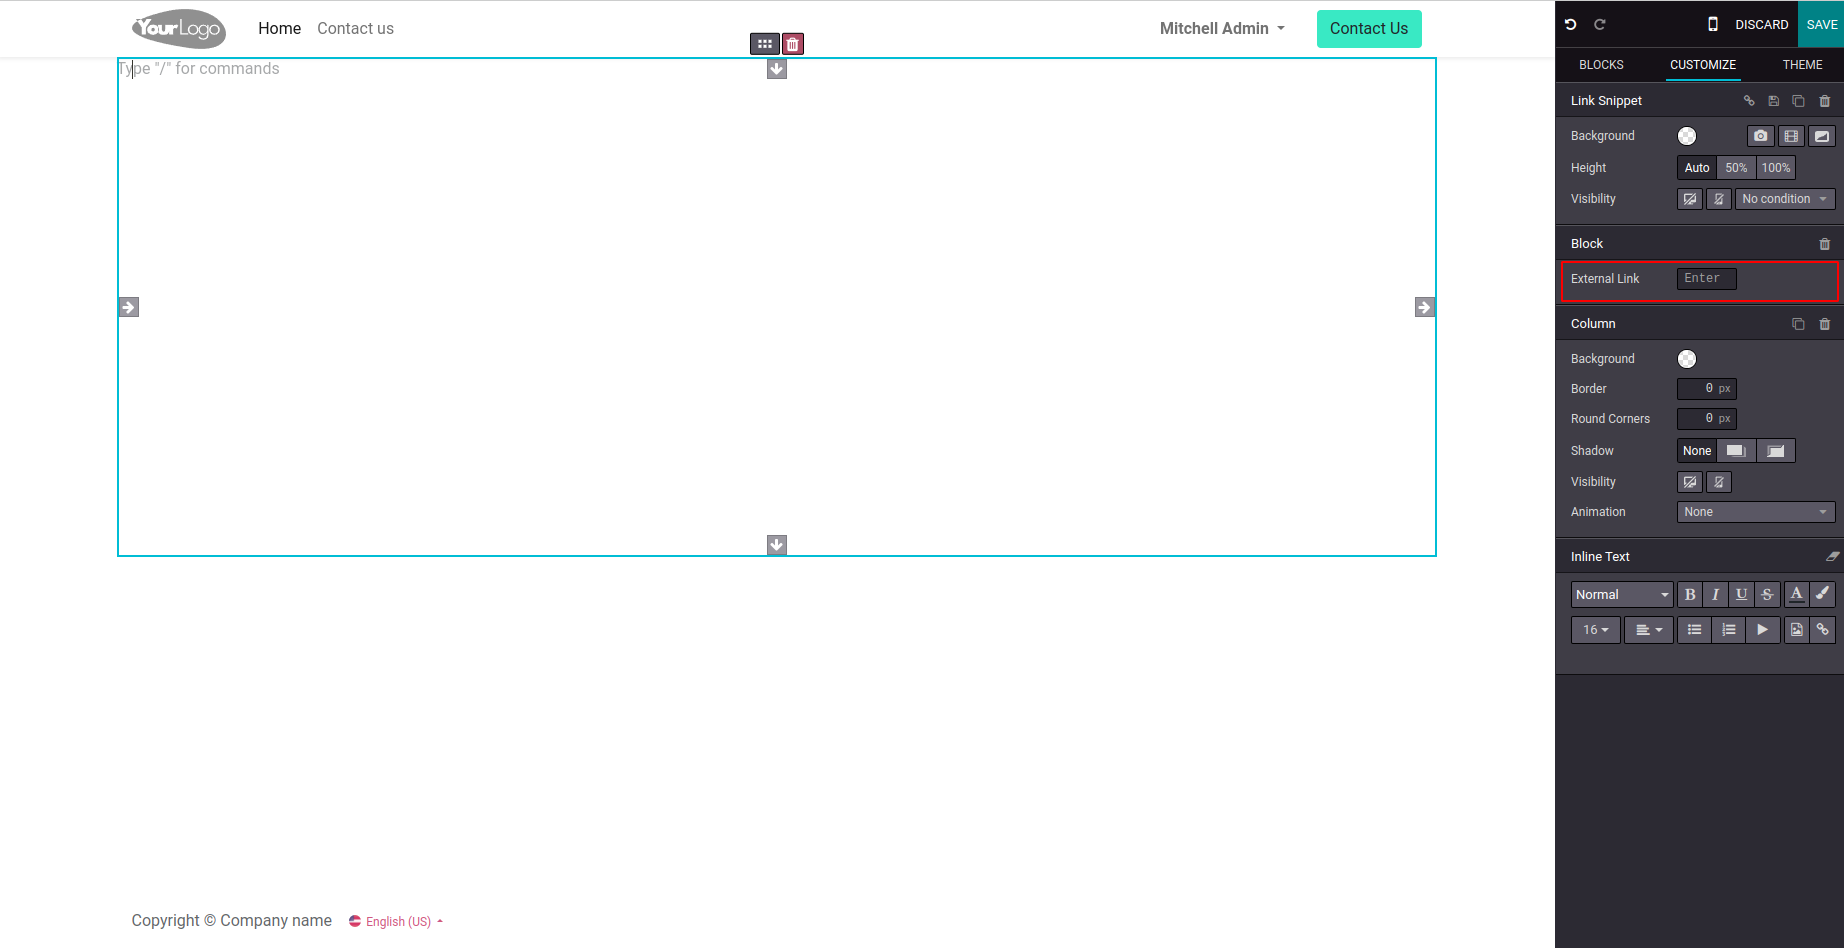 YourLogo
Home
Contact us
Mitchell Admin
Contact Us
Type "/" for commands
Copyright © Company name
English (US)
DISCARD
SAVE
BLOCKS
CUSTOMIZE
THEME
Link Snippet
Background
Height
Auto
50%
100%
Visibility
No condition
Block
External Link
Enter
Column
Background
Border
0 px
Round Corners
0 px
Shadow
None
Visibility
Animation
None
Inline Text
Normal
B
I
U
S
A
16